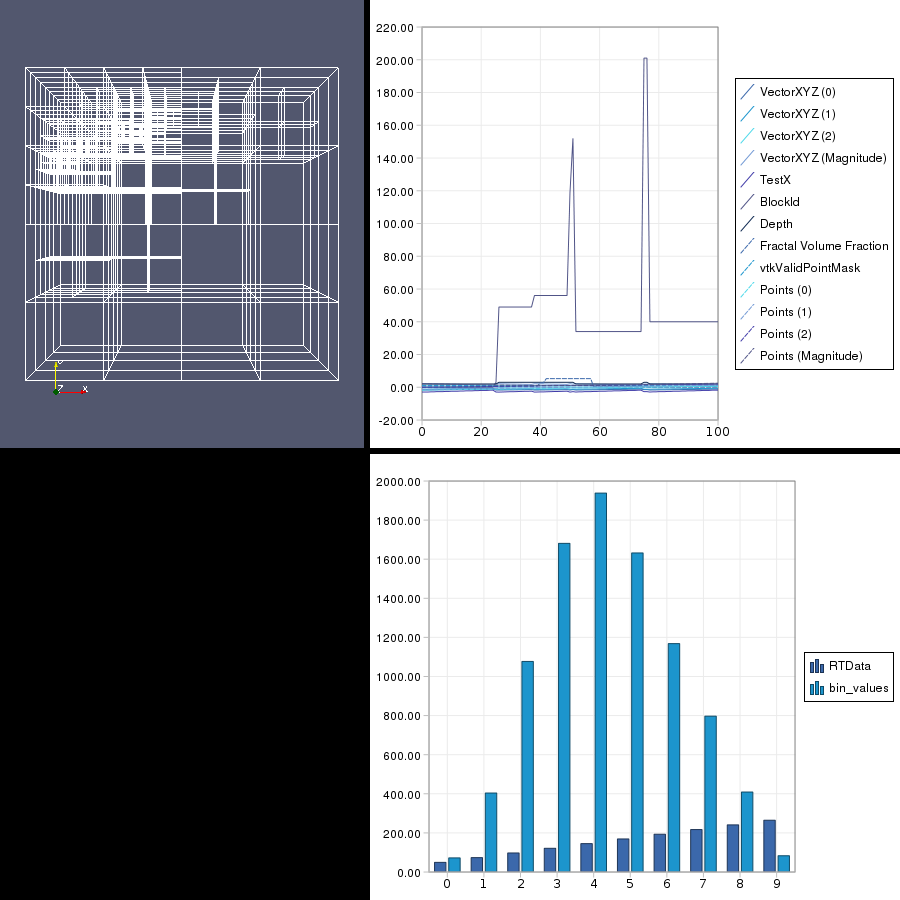 Z
x
220.00
200.00
180.00
160.00
140.00
120.00
100.00
80.00
60.00
40.00
20.00
0.00
-20.00
0 20 40 60 80 100
VectorXYZ (0)
VectorXYZ (1)
VectorXYZ (2)
VectorXYZ (Magnitude)
TestX
BlockId
Depth
Fractal Volume Fraction
vtkValidPointMask
Points (0)
Points (1)
Points (2)
Points (Magnitude)
2000.00
1800.00
1600.00
1400.00
1200.00
1000.00
800.00
600.00
400.00
200.00
0.00
0 1 2 3 4 5 6 7 8 9
RTData
bin_values